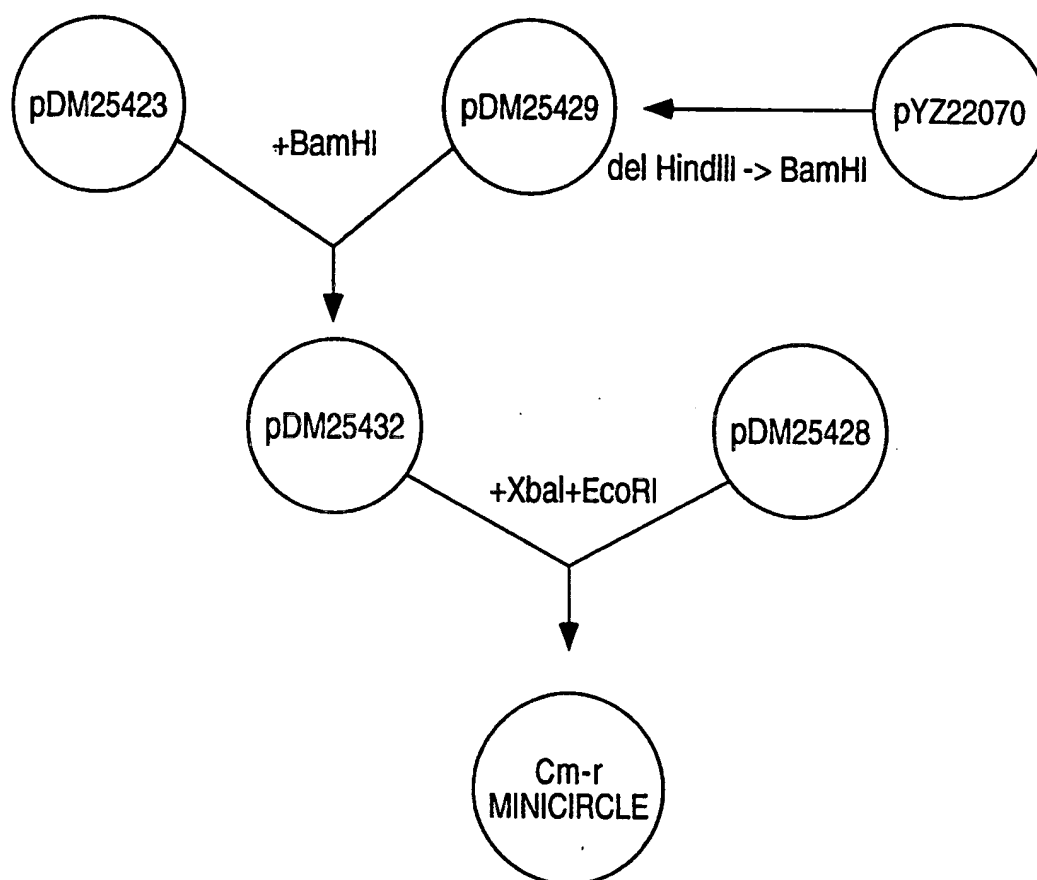 pDM25423
pDM25429
pYZ22070
+BamHI
del HindIII -> BamHI
pDM25432
pDM25428
+XbaI+EcoRI
Cm-r
MINICIRCLE